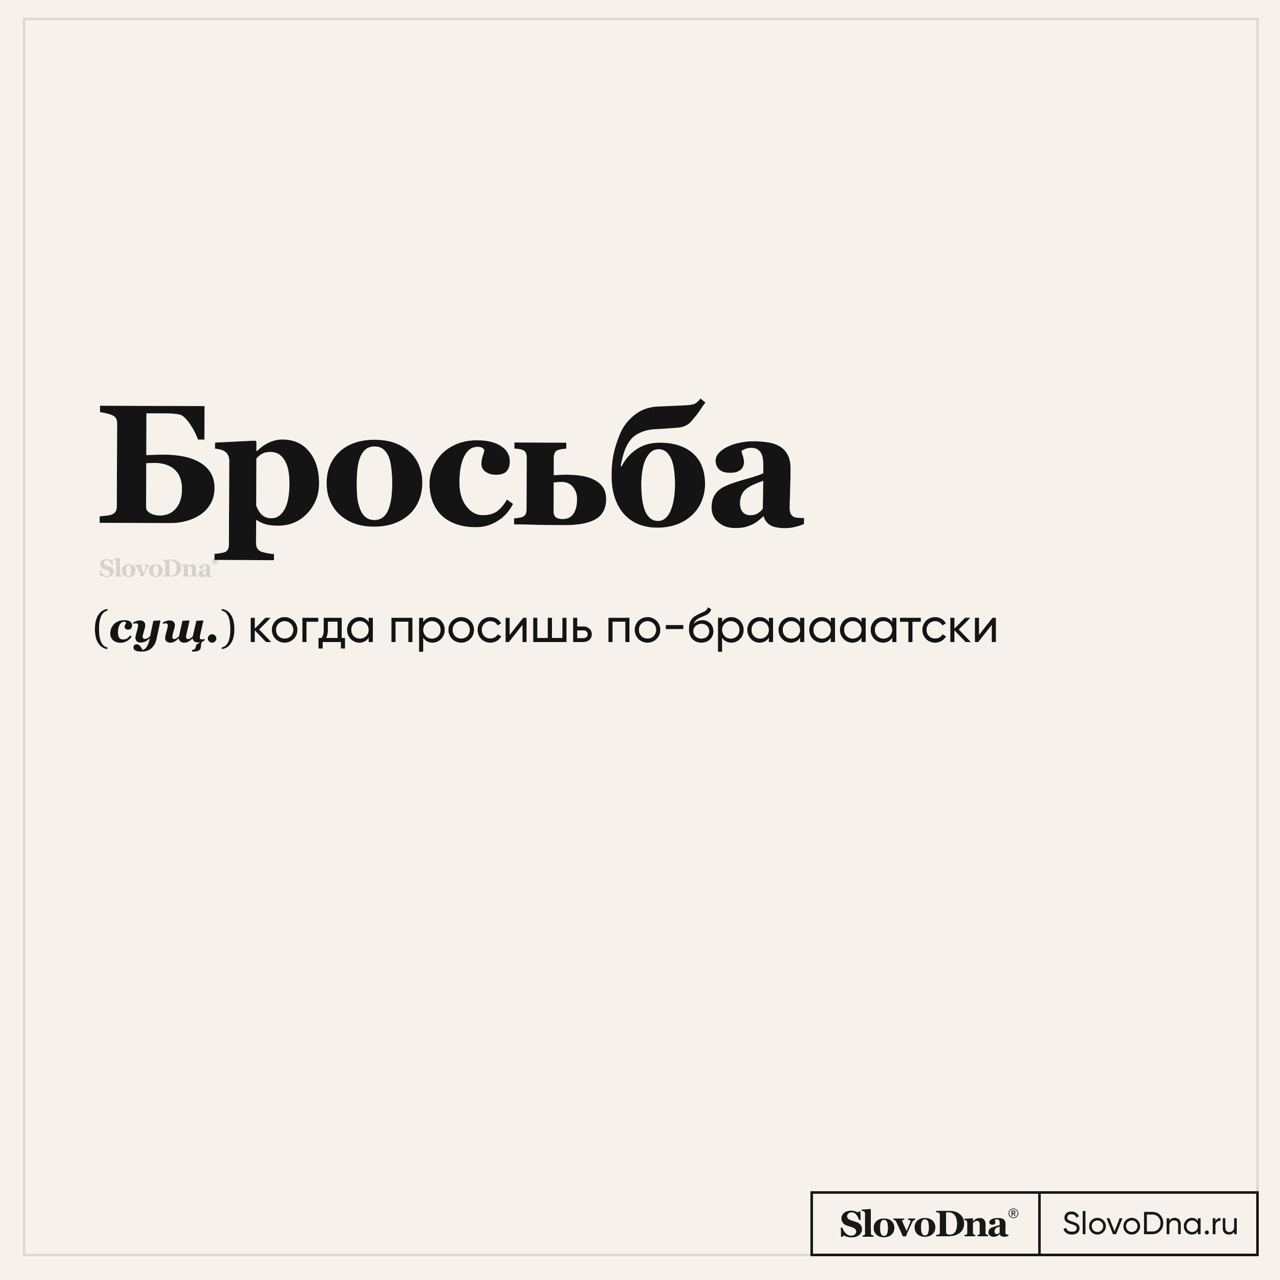 Бросьба
SlovoDna
(сущ.) когда просишь по-брааааатски
SlovoDna® SlovoDna.ru